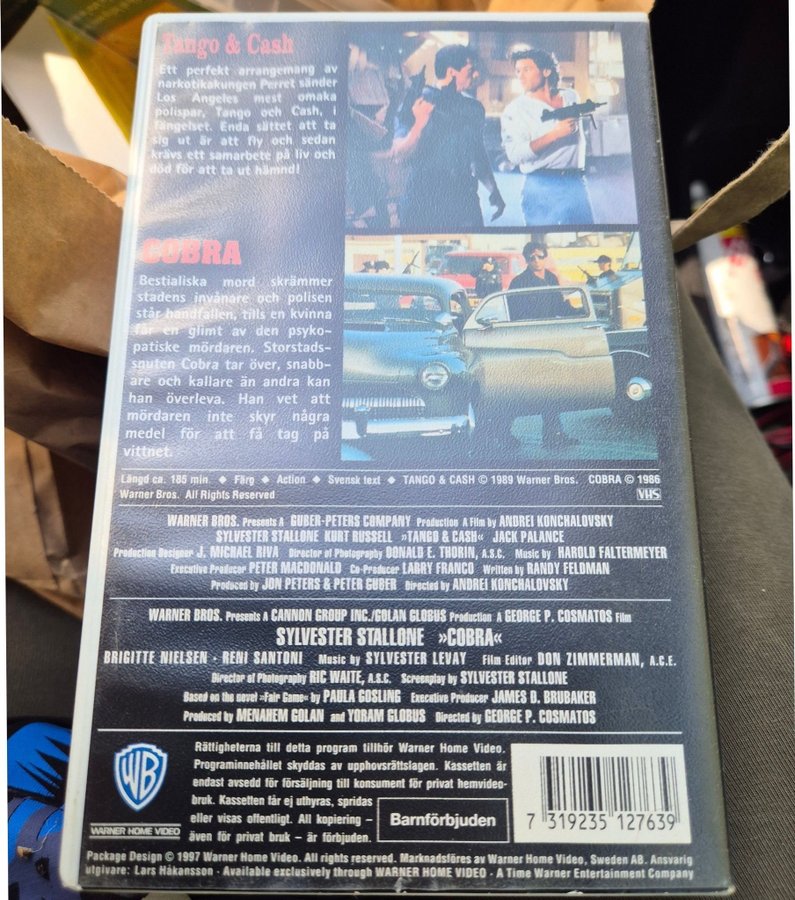 Tango & Cash
Ett perfekt arrangemang av
narkotikakungen Perret sänder
Los Angeles mest omaka
polispar, Tango och Cash, i
fängelset. Enda sättet att ta
sig ut är att fly och sedan
krävs ett samarbete på liv och
död för att ta ut hämnd!
COBRA
Bestialiska mord skrämmer
stadens invånare och polisen
står handfallen, tills en kvinna
får en glimt av den psyko-
patiske mördaren. Storstads-
snuten Cobra tar över, snabb-
are och kallare än andra kan
han överleva. Han vet att
mördaren inte skyr några
medel för att få tag på
vittnet.
Längd ca. 185 min. ◆ Färg ◆ Action ◆ Svensk text ◆ TANGO & CASH © 1989 Warner Bros. COBRA © 1986
Warner Bros. All Rights Reserved VHS
WARNER BROS. Presents A GUBER-PETERS COMPANY Production A Film by ANDREI KONCHALOVSKY
SYLVESTER STALLONE KURT RUSSELL »TANGO & CASH« JACK PALANCE
Production Designer J. MICHAEL RIVA Director of Photography DONALD E. THORIN, A.S.C. Music by HAROLD FALTERMEYER
Executive Producer PETER MACDONALD Co-Producer LARRY FRANCO Written by RANDY FELDMAN
Produced by JON PETERS & PETER GUBER Directed by ANDREI KONCHALOVSKY
WARNER BROS. Presents A CANNON GROUP INC./GOLAN GLOBUS Production A GEORGE P. COSMATOS Film
SYLVESTER STALLONE »COBRA«
BRIGITTE NIELSEN · RENI SANTONI Music by SYLVESTER LEVAY Film Editor DON ZIMMERMAN, A.C.E.
Director of Photography RIC WAITE, A.S.C. Screenplay by SYLVESTER STALLONE
Based on the novel »Fair Game« by PAULA GOSLING Executive Producer JAMES D. BRUBAKER
Produced by MENAHEM GOLAN and YORAM GLOBUS Directed by GEORGE P. COSMATOS
WB
WARNER HOME VIDEO
Rättigheterna till detta program tillhör Warner Home Video.
Programinnehållet skyddas av upphovsrättslagen. Kassetten är
endast avsedd för försäljning till konsument för privat hemvideo-
bruk. Kassetten får ej uthyras, spridas
eller visas offentligt. All kopiering –
även för privat bruk – är förbjuden.
Barnförbjuden
7 319235 127639
Package Design © 1997 Warner Home Video. All rights reserved. Marknadsföres av Warner Home Video, Sweden AB. Ansvarig
utgivare: Lars Håkansson · Available exclusively through WARNER HOME VIDEO · A Time Warner Entertainment Company